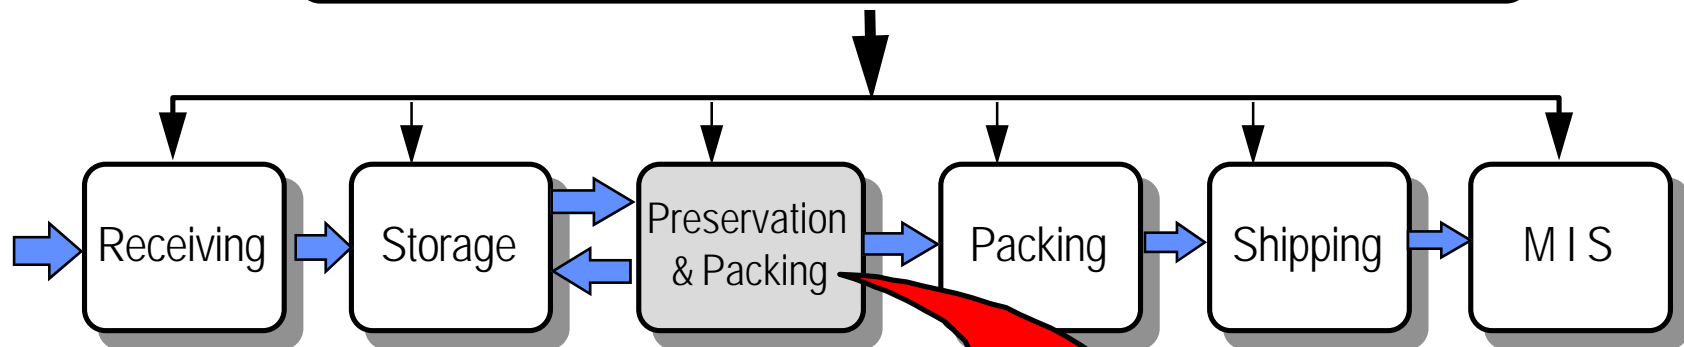 Receiving
Storage
Preservation
& Packing
Packing
Shipping
M I S